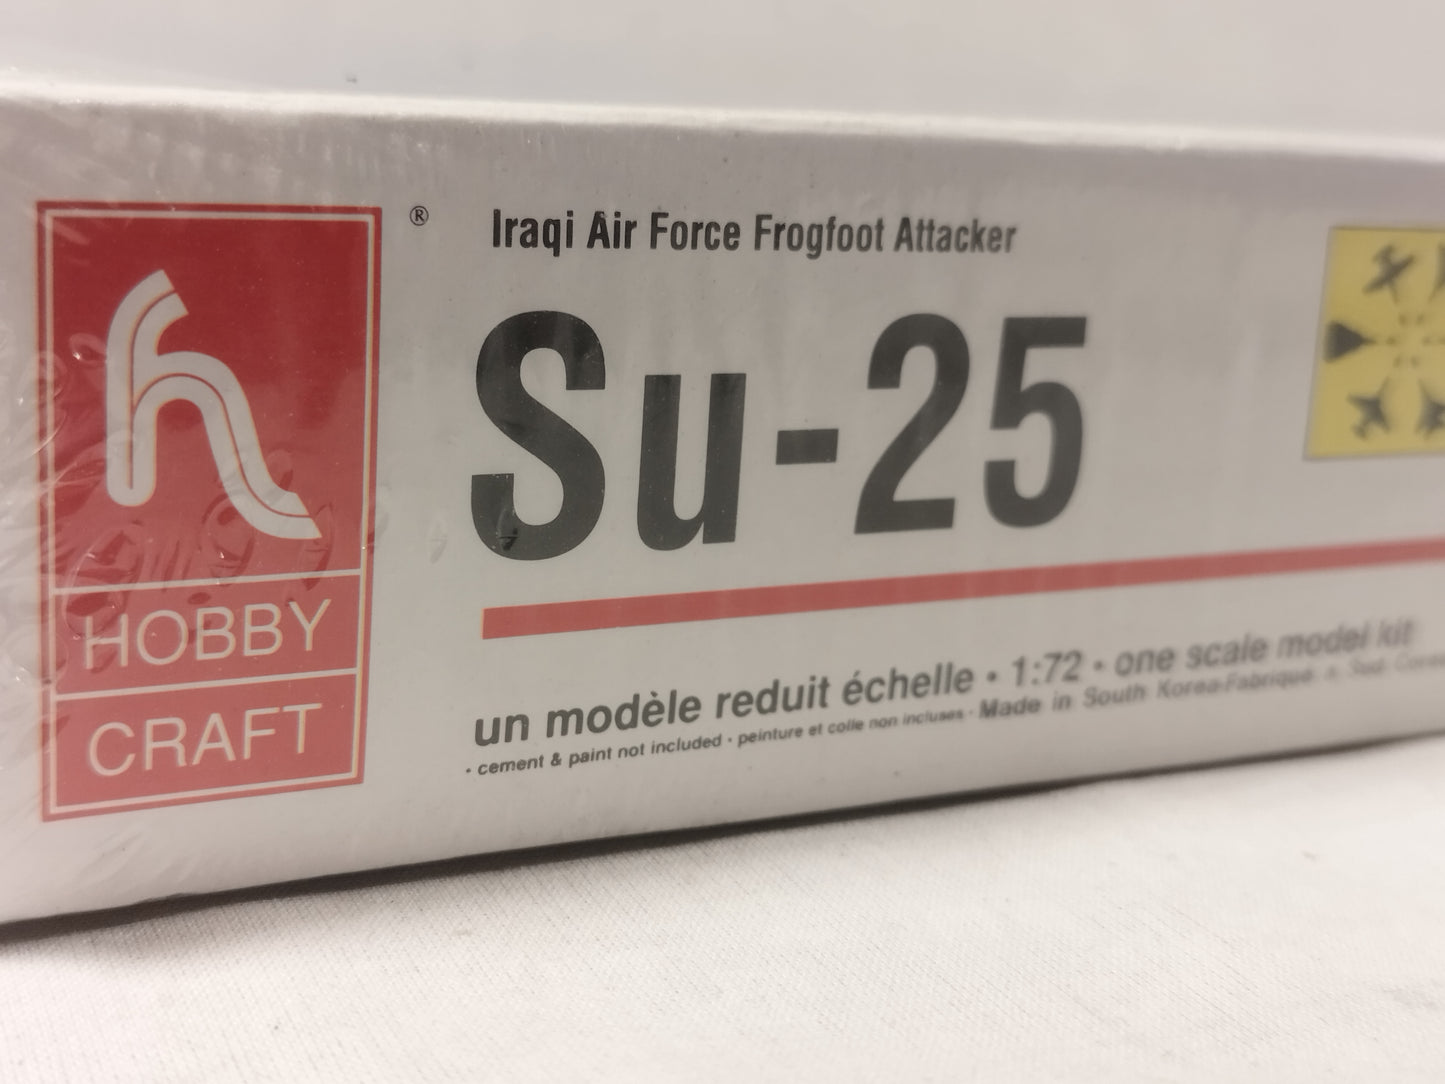 ®
Iraqi Air Force Frogfoot Attacker
Su-25
HOBBY
CRAFT
un modèle reduit échelle • 1:72 • one scale model kit
• cement & paint not included • peinture et colle non incluses • Made in South Korea-Fabriqué